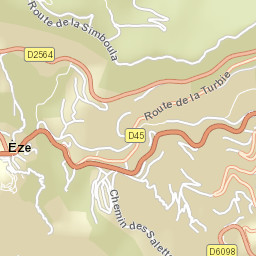 Route de la Simboula
D2564
Route de la Turbie
D45
Èze
Chemin des Salett
D6098